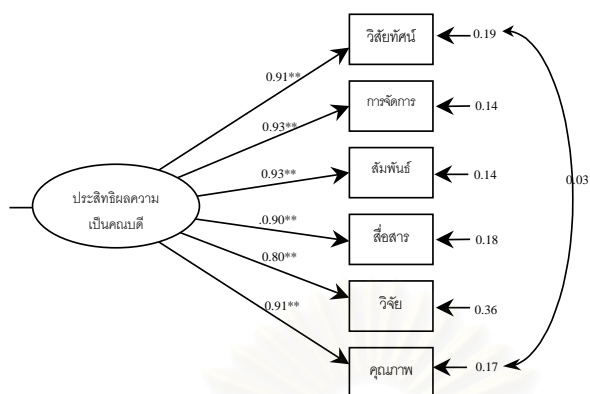 วิสัยทัศน์
0.19
0.91**
การจัดการ
0.14
0.93**
สัมพันธ์
0.14
0.93**
0.03
ประสิทธิผลความ
เป็นคณบดี
.0.90**
สื่อสาร
0.18
0.80**
วิจัย
0.36
0.91**
คุณภาพ
0.17